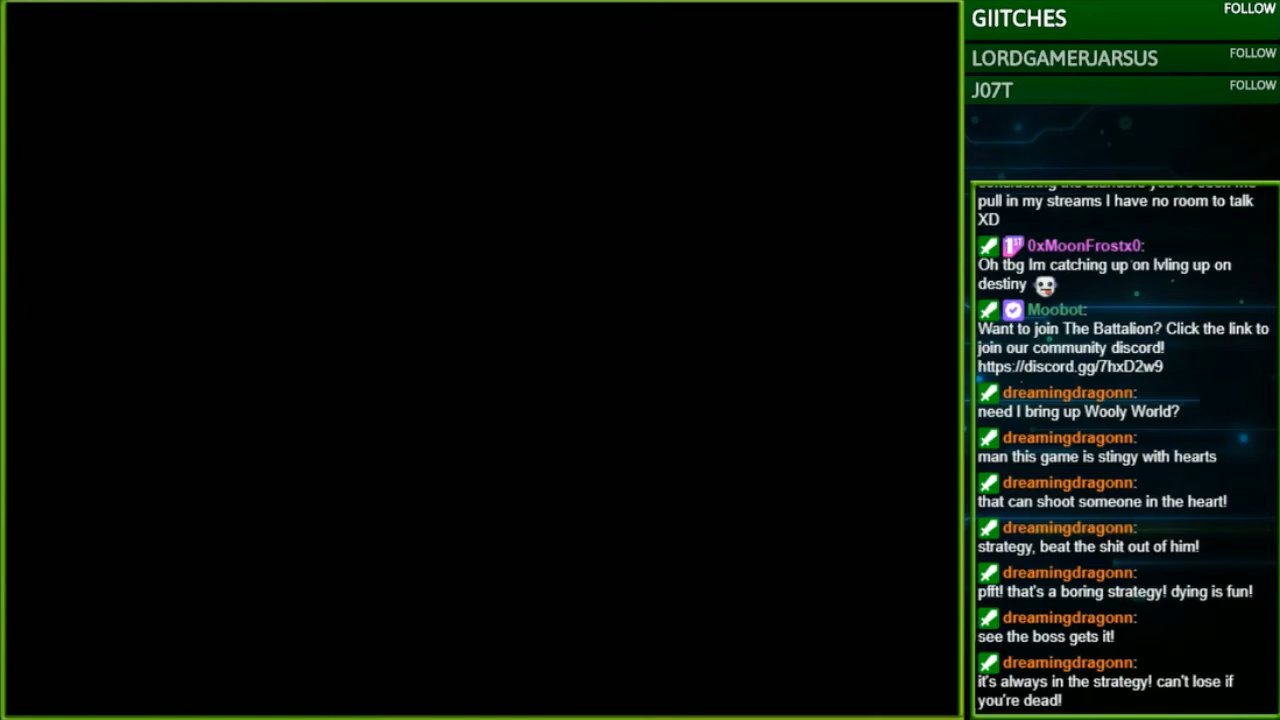 GIITCHES FOLLOW
LORDGAMERJARSUS FOLLOW
J07T FOLLOW
pull in my streams I have no room to talk
XD
0xMoonFrostx0:
Oh tbg Im catching up on lvling up on
destiny
Moobot:
Want to join The Battalion? Click the link to
join our community discord!
https://discord.gg/7hxD2w9
dreamingdragonn:
need I bring up Wooly World?
dreamingdragonn:
man this game is stingy with hearts
dreamingdragonn:
that can shoot someone in the heart!
dreamingdragonn:
strategy, beat the shit out of him!
dreamingdragonn:
pfft! that's a boring strategy! dying is fun!
dreamingdragonn:
see the boss gets it!
dreamingdragonn:
it's always in the strategy! can't lose if
you're dead!